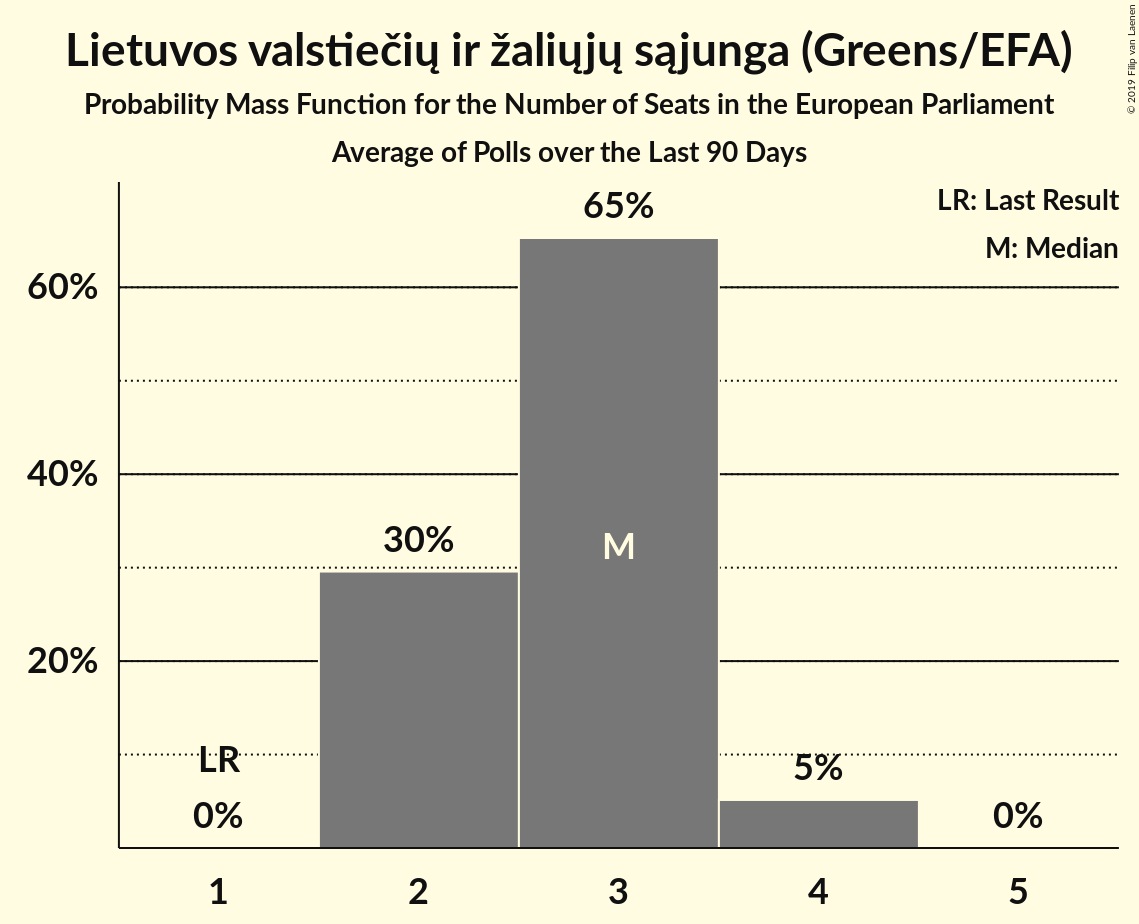 Lietuvos valstiečių ir žaliųjų sąjunga (Greens/EFA)
Probability Mass Function for the Number of Seats in the European Parliament
Average of Polls over the Last 90 Days
© 2019 Filip van Laenen
LR: Last Result
M: Median
65%
60%
40%
30%
M
20%
LR
5%
0%
0%
1 2 3 4 5